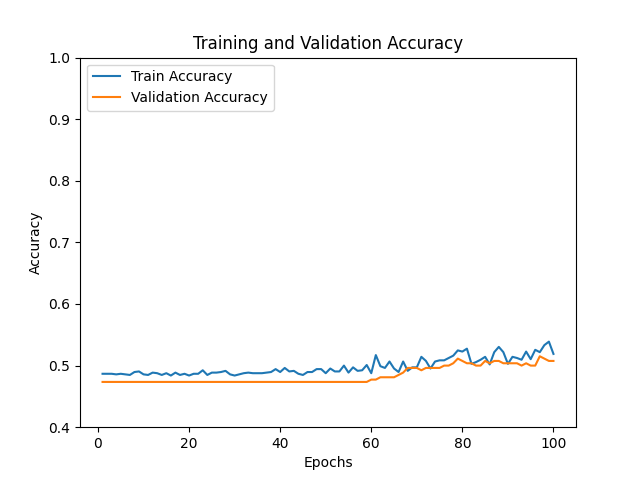 Training and Validation Accuracy
1.0
Train Accuracy
Validation Accuracy
0.9
0.8
0.7
0.6
0.5
0.4
Accuracy
0 20 40 60 80 100
Epochs